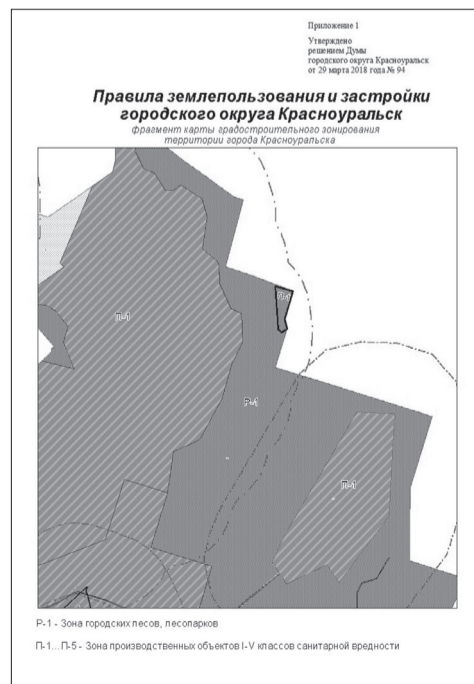 Приложение 1
Утверждено
решением Думы
городского округа Красноуральск
от 29 марта 2018 года № 94
Правила землепользования и застройки
городского округа Красноуральск
фрагмент карты градостроительного зонирования
территории города Красноуральска
П-1
П-1
Р-1
П-1
Р-1 - Зона городских лесов, лесопарков
П-1...П-5 - Зона производственных объектов I-V классов санитарной вредности